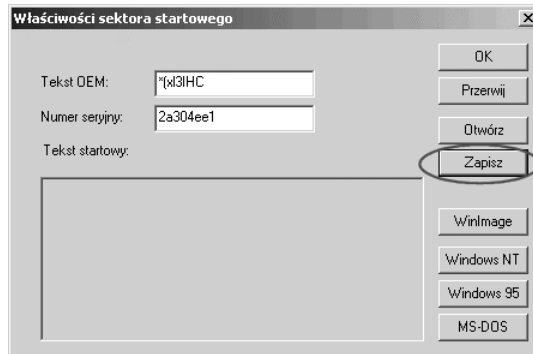 Właściwości sektora startowego
OK
Tekst OEM:
*(xI3IHC
Przerwij
Numer seryjny:
2a304ee1
Otwórz
Tekst startowy:
Zapisz
WinImage
Windows NT
Windows 95
MS-DOS